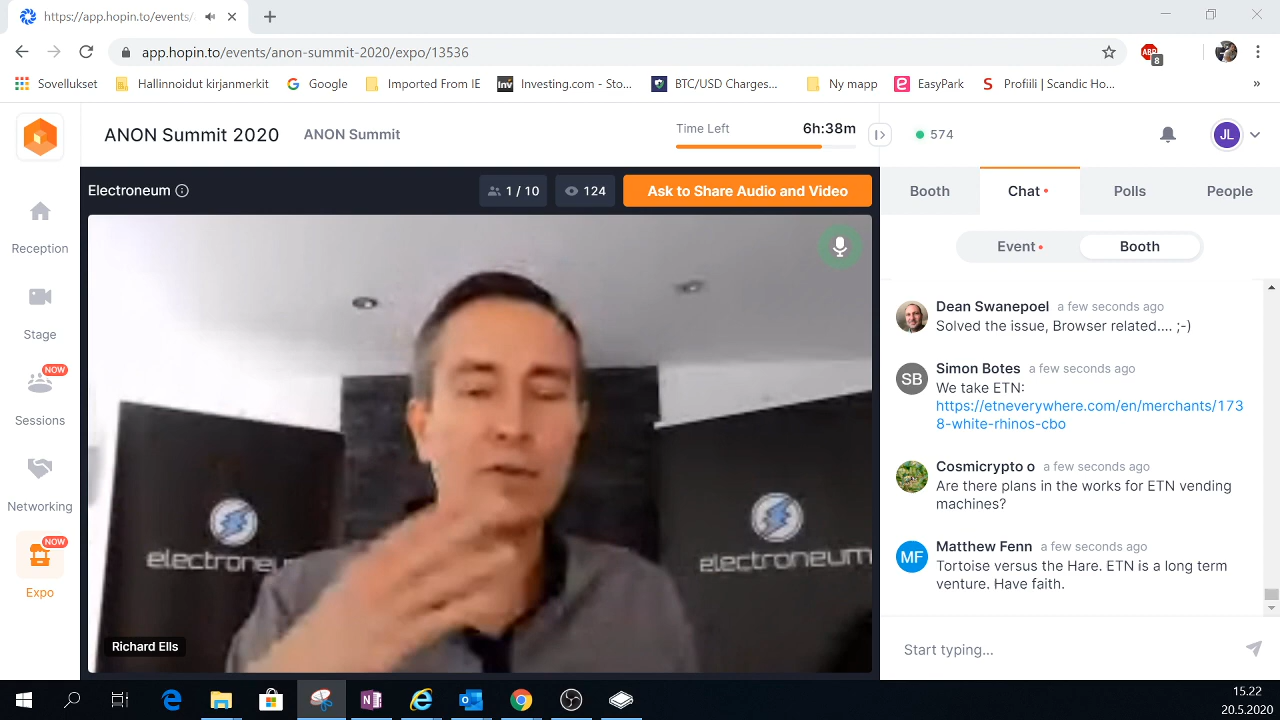 https://app.hopin.to/events/
app.hopin.to/events/anon-summit-2020/expo/13536
ABP
8
Sovellukset
Hallinnoidut kirjanmerkit
Google
Imported From IE
Inv
Investing.com - Sto...
BTC/USD Charges...
Ny mapp
EasyPark
S
Profiili | Scandic Ho...
»
ANON Summit 2020
ANON Summit
Time Left
6h:38m
574
JL
Reception
Stage
NOW
Sessions
Networking
NOW
Expo
Electroneum
1 / 10
124
Ask to Share Audio and Video
electroneum
electroneum
Richard Ells
Booth
Chat
Polls
People
Event
Booth
Dean Swanepoel a few seconds ago
Solved the issue, Browser related.... ;-)
SB
Simon Botes a few seconds ago
We take ETN:
https://etneverywhere.com/en/merchants/173
8-white-rhinos-cbo
Cosmicrypto o a few seconds ago
Are there plans in the works for ETN vending
machines?
MF
Matthew Fenn a few seconds ago
Tortoise versus the Hare. ETN is a long term
venture. Have faith.
Start typing...
15.22
20.5.2020